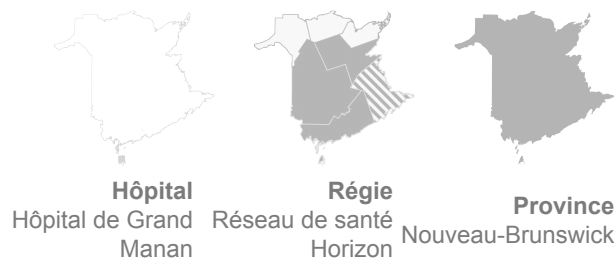 Hôpital
Hôpital de Grand
Manan
Régie
Réseau de santé
Horizon
Province
Nouveau-Brunswick